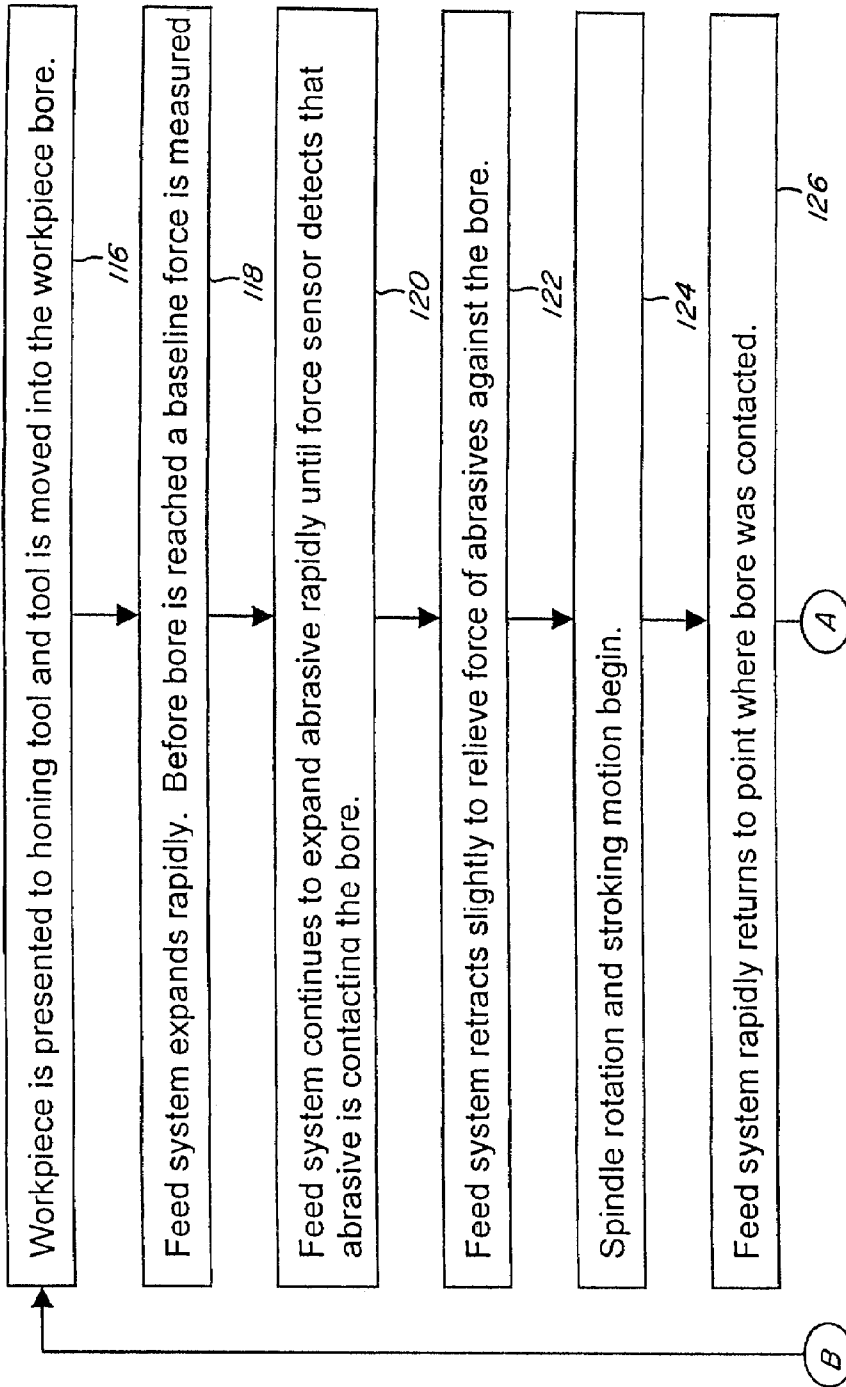 Workpiece is presented to honing tool and tool is moved into the workpiece bore.
116
Feed system expands rapidly. Before bore is reached a baseline force is measured
118
Feed system continues to expand abrasive rapidly until force sensor detects that
abrasive is contacting the bore.
120
Feed system retracts slightly to relieve force of abrasives against the bore.
122
Spindle rotation and stroking motion begin.
124
Feed system rapidly returns to point where bore was contacted.
126
B
A